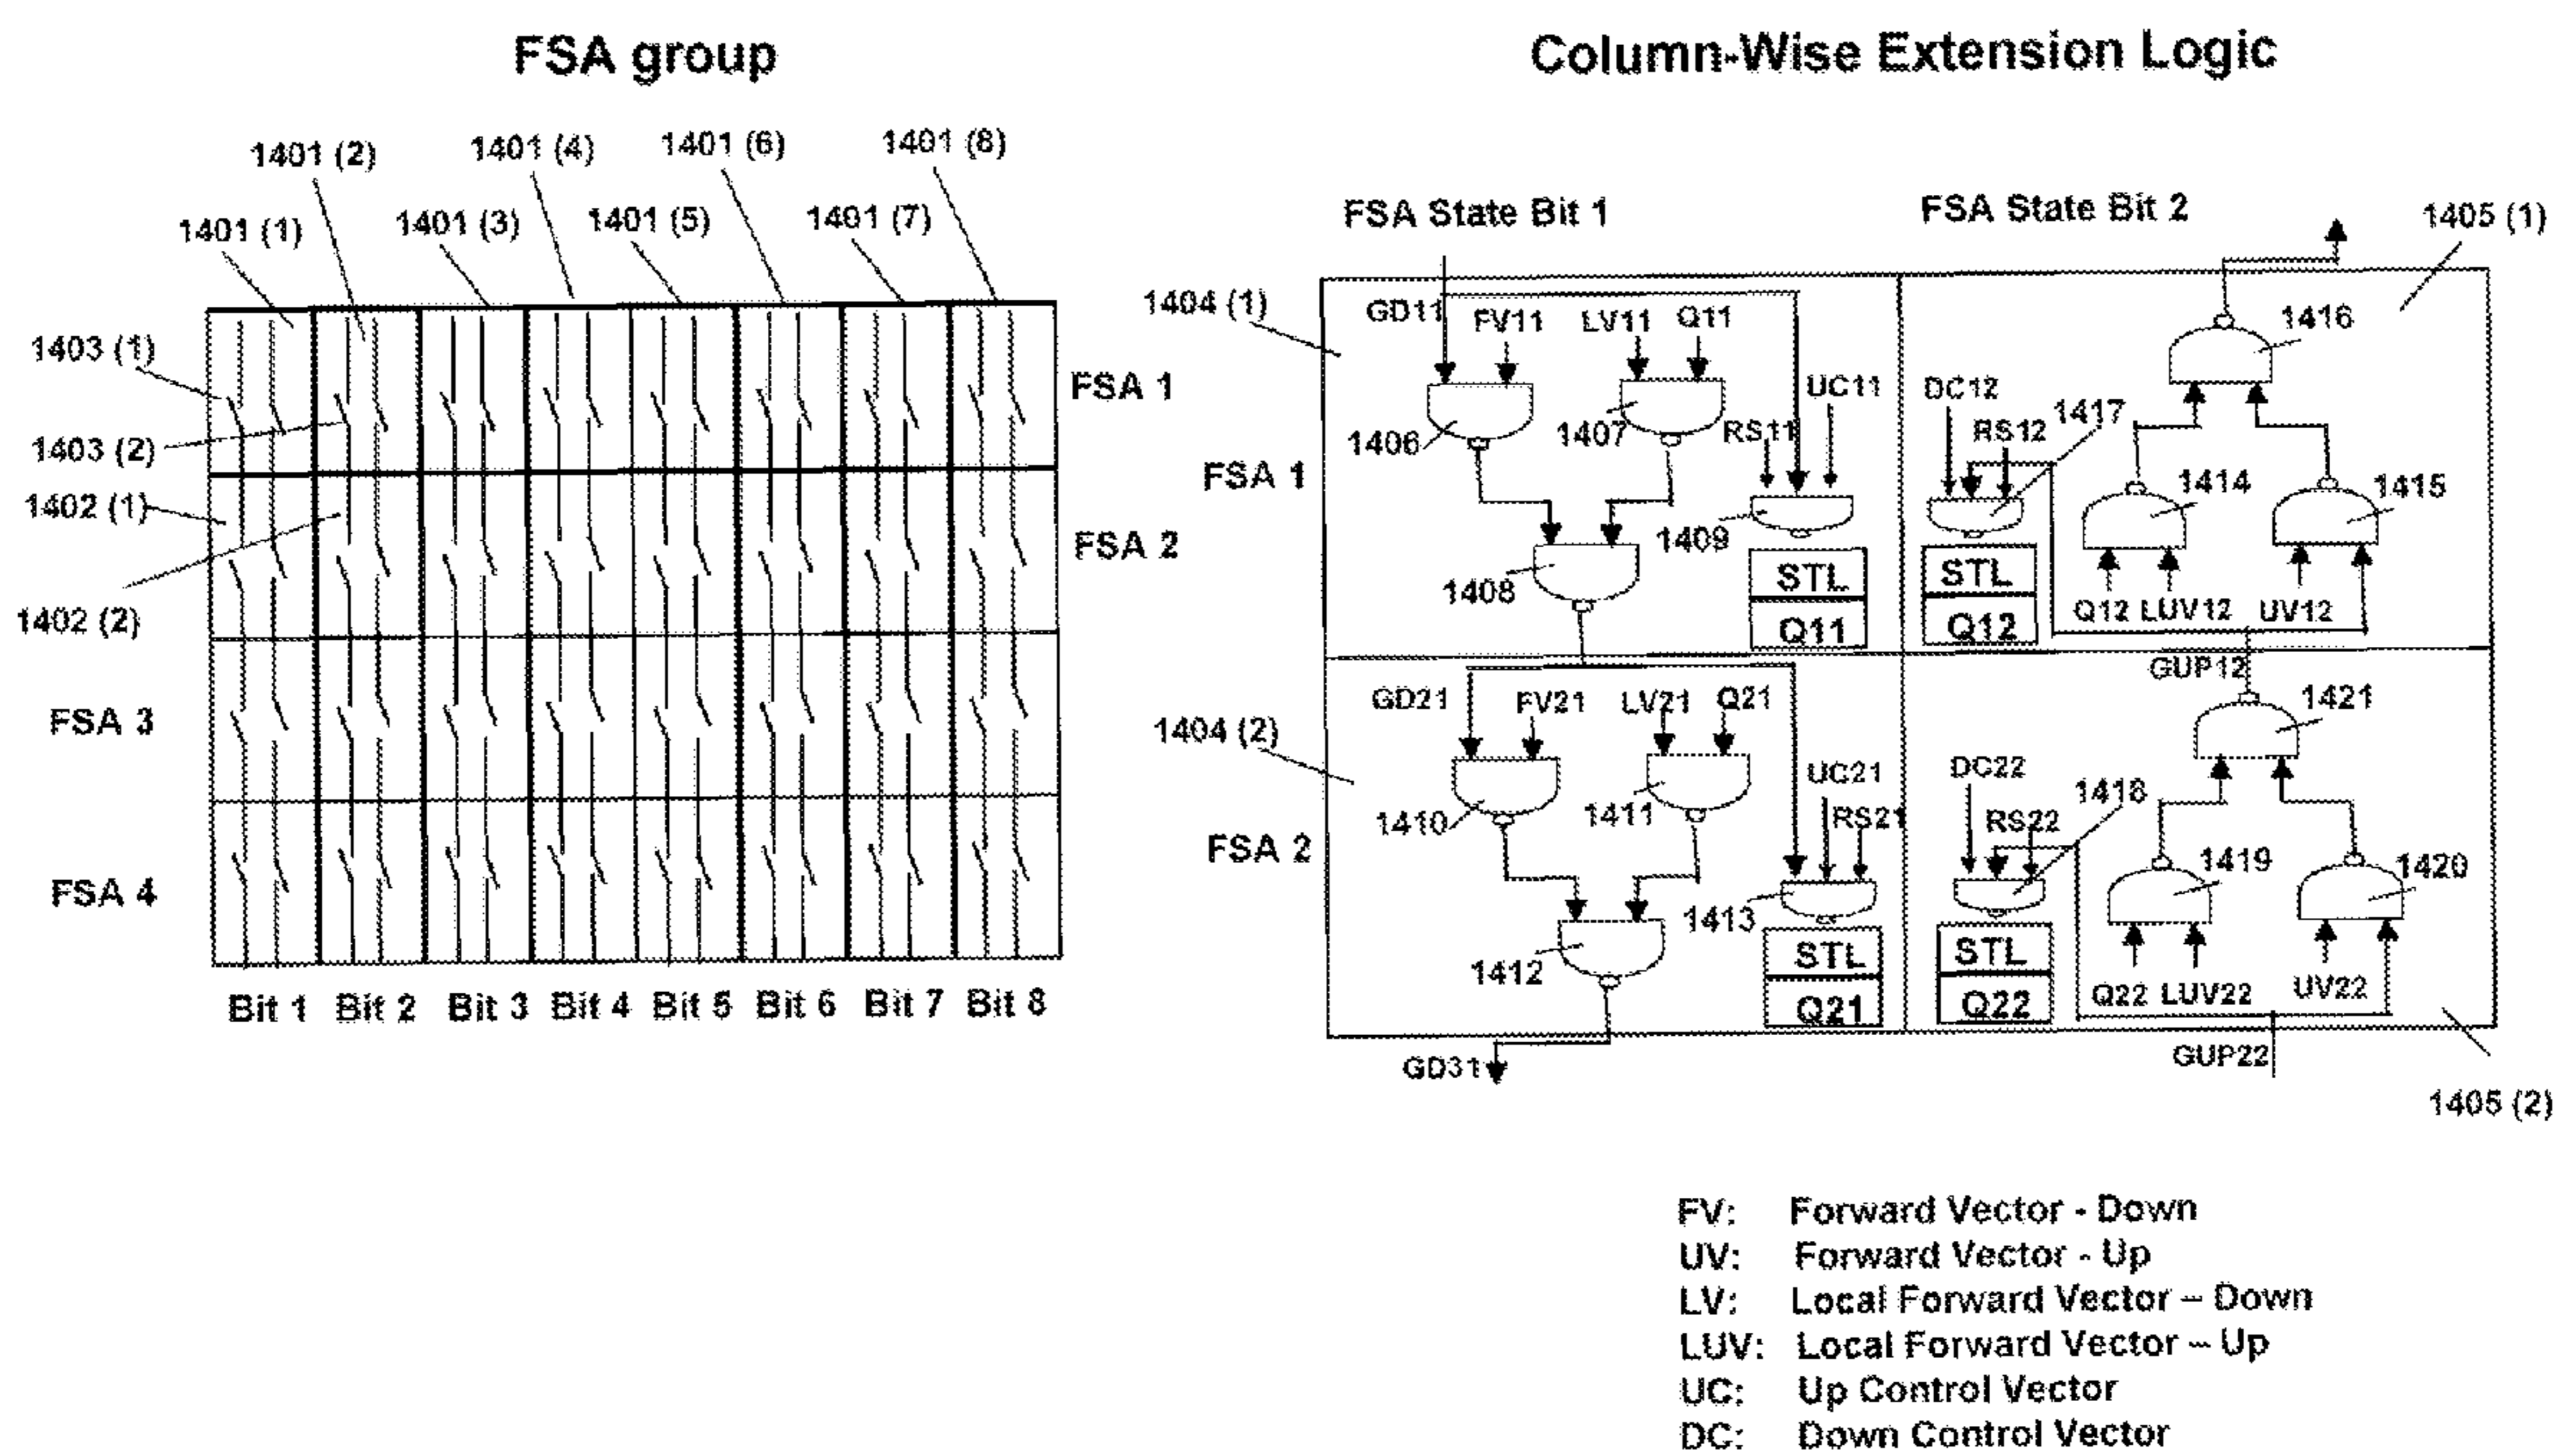 FSA group
Column-Wise Extension Logic
1401 (2)
1401 (4)
1401 (6)
1401 (8)
1401 (1)
1401 (3)
1401 (5)
1401 (7)
1403 (1)
1403 (2)
1402 (1)
1402 (2)
FSA 1
FSA 2
FSA 3
FSA 4
Bit 1 Bit 2 Bit 3 Bit 4 Bit 5 Bit 6 Bit 7 Bit 8
FSA State Bit 1
FSA State Bit 2
1405 (1)
1404 (1)
GD11 FV11 LV11 Q11
UC11
RS11
1406
1407
1408
1409
STL
Q11
FSA 1
1416
DC12
RS12
1417
1414
1415
STL
Q12
Q12 LUV12 UV12
GUP12
1404 (2)
GD21 FV21 LV21 Q21
UC21
RS21
1410
1411
1412
1413
STL
Q21
FSA 2
GD31
1421
DC22
RS22
1418
1419
1420
STL
Q22
Q22 LUV22 UV22
GUP22
1405 (2)
FV: Forward Vector - Down
UV: Forward Vector - Up
LV: Local Forward Vector – Down
LUV: Local Forward Vector – Up
UC: Up Control Vector
DC: Down Control Vector